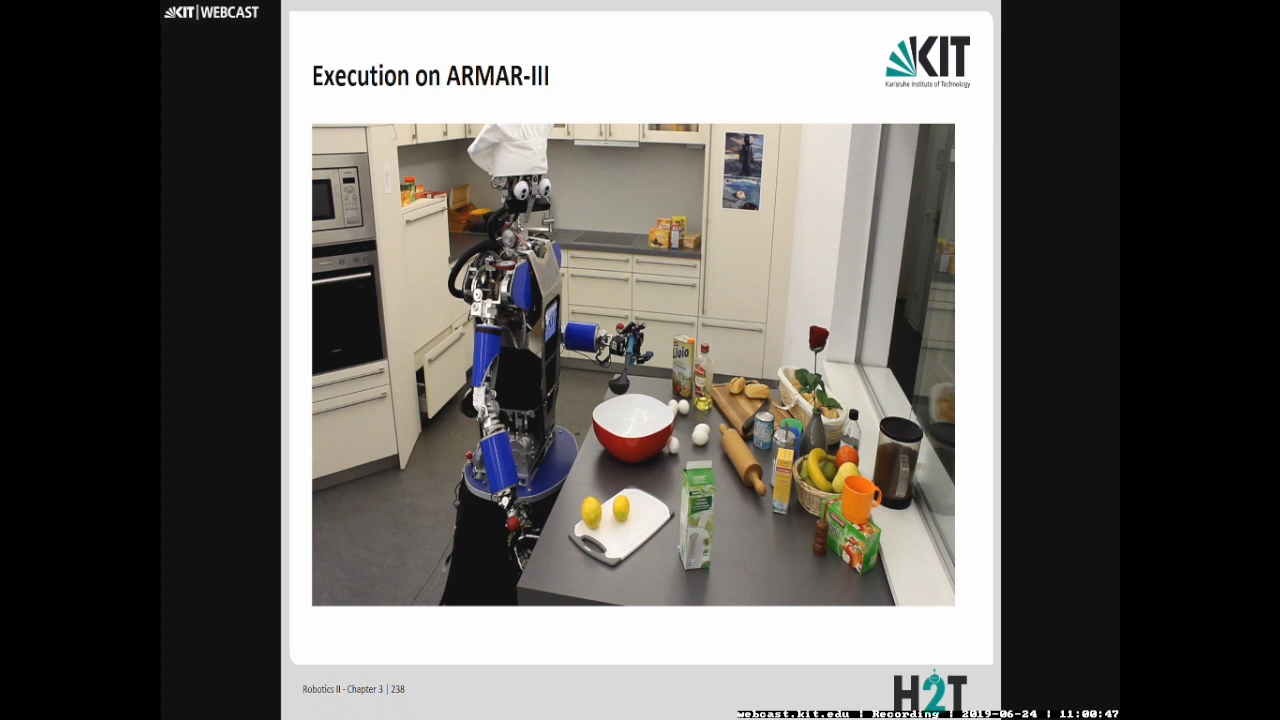 KIT | WEBCAST
Execution on ARMAR-III
KIT
Karlsruhe Institute of Technology
Livio
Robotics II - Chapter 3 | 238
H2T
webcast.kit.edu | Recording | 2019-06-24 | 11:00:47